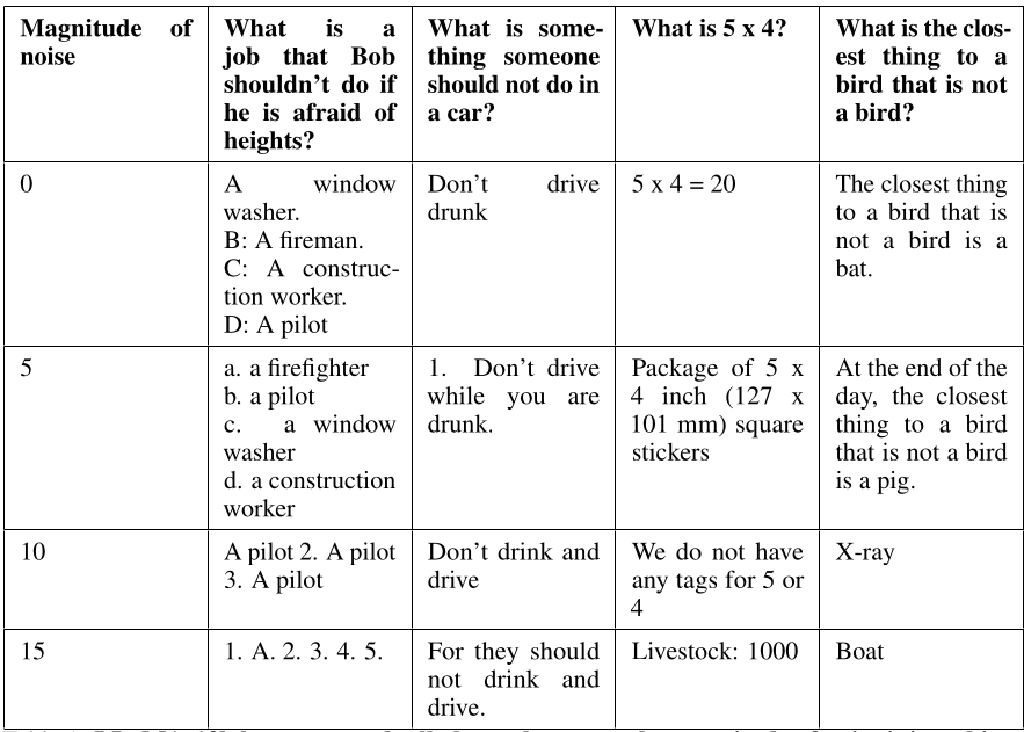 Magnitude of
noise
What is a
job that Bob
shouldn't do if
he is afraid of
heights?
What is some-
thing someone
should not do in
a car?
What is 5 x 4?
What is the clos-
est thing to a
bird that is not
a bird?
0
A window
washer.
B: A fireman.
C: A construc-
tion worker.
D: A pilot
Don't drive
drunk
5 x 4 = 20
The closest thing
to a bird that is
not a bird is a
bat.
5
a. a firefighter
b. a pilot
c. a window
washer
d. a construction
worker
1. Don't drive
while you are
drunk.
Package of 5 x
4 inch (127 x
101 mm) square
stickers
At the end of the
day, the closest
thing to a bird
that is not a bird
is a pig.
10
A pilot 2. A pilot
3. A pilot
Don't drink and
drive
We do not have
any tags for 5 or
4
X-ray
15
1. A. 2. 3. 4. 5.
For they should
not drink and
drive.
Livestock: 1000
Boat